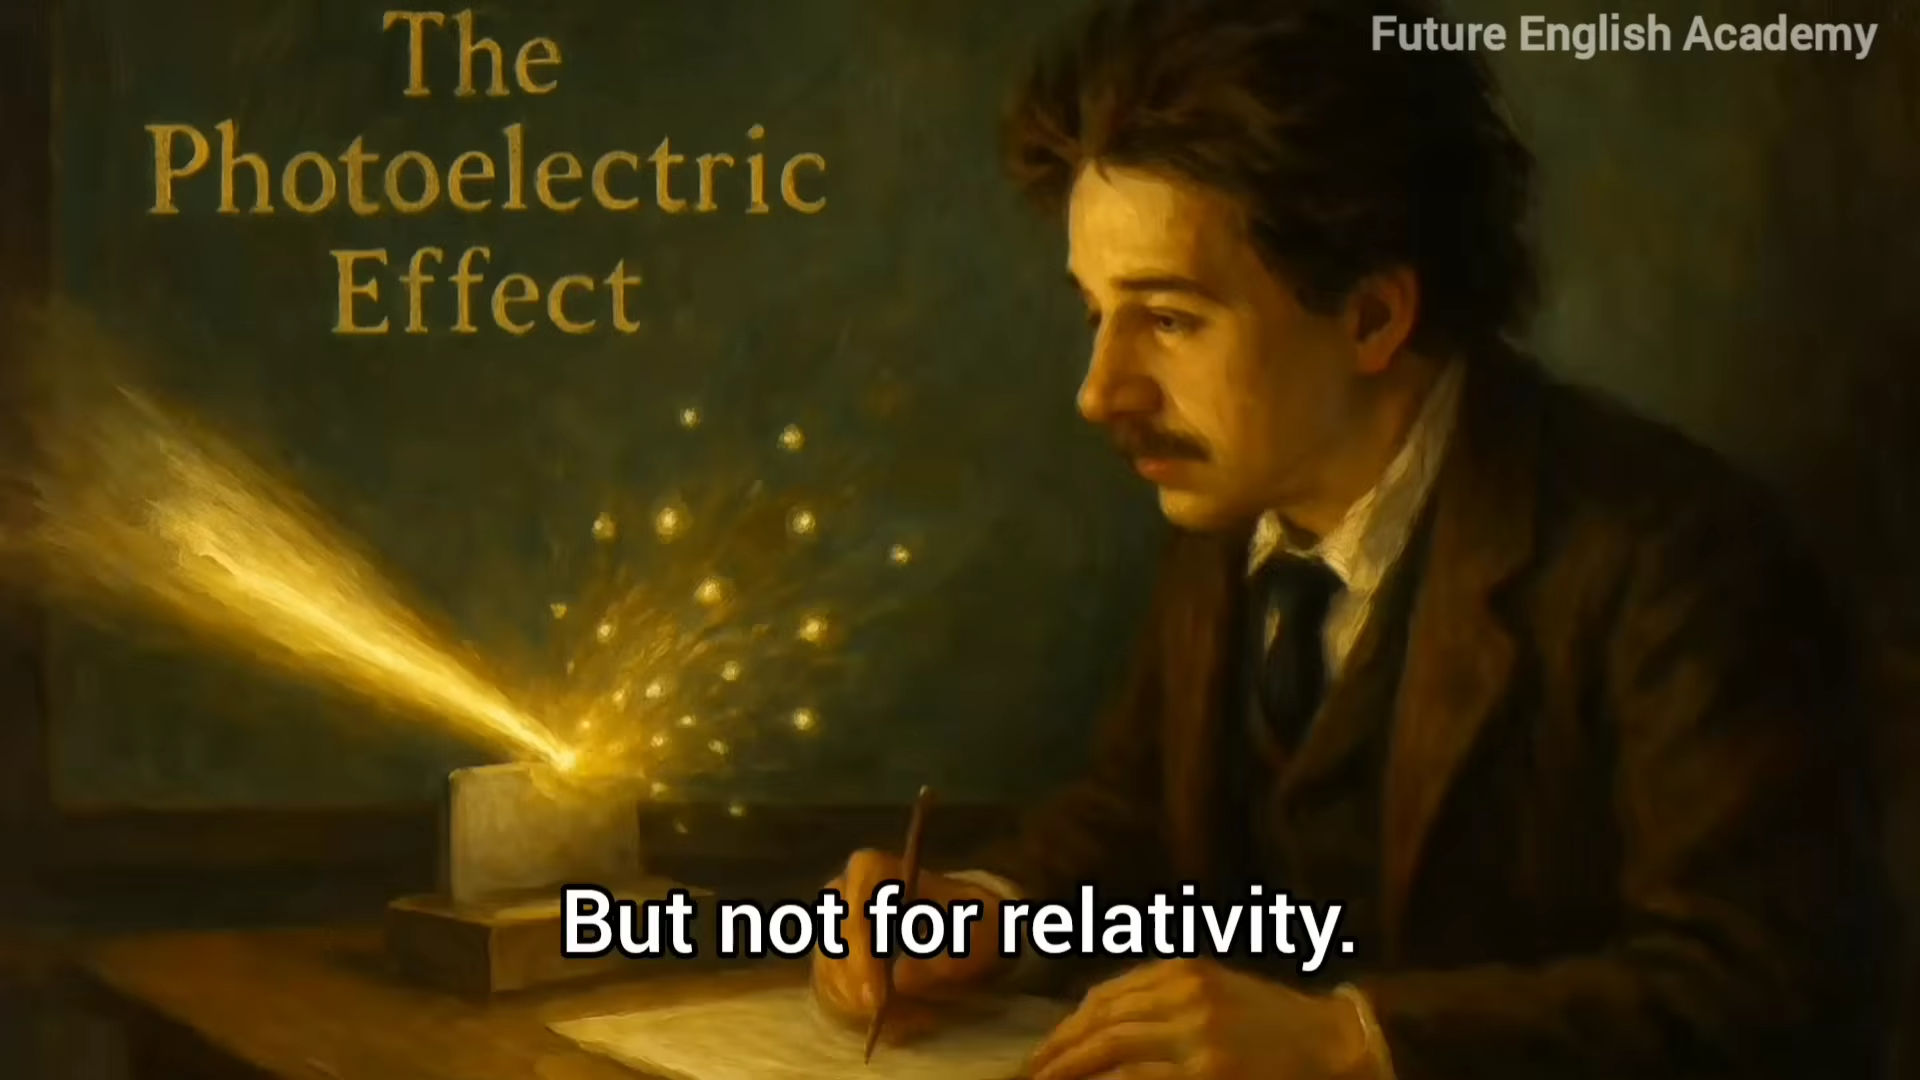 The
Photoelectric
Effect
Future English Academy
But not for relativity.